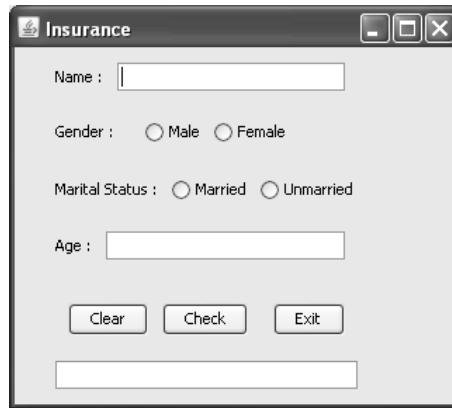 Insurance
Name :
Gender : Male Female
Marital Status : Married Unmarried
Age :
Clear Check Exit